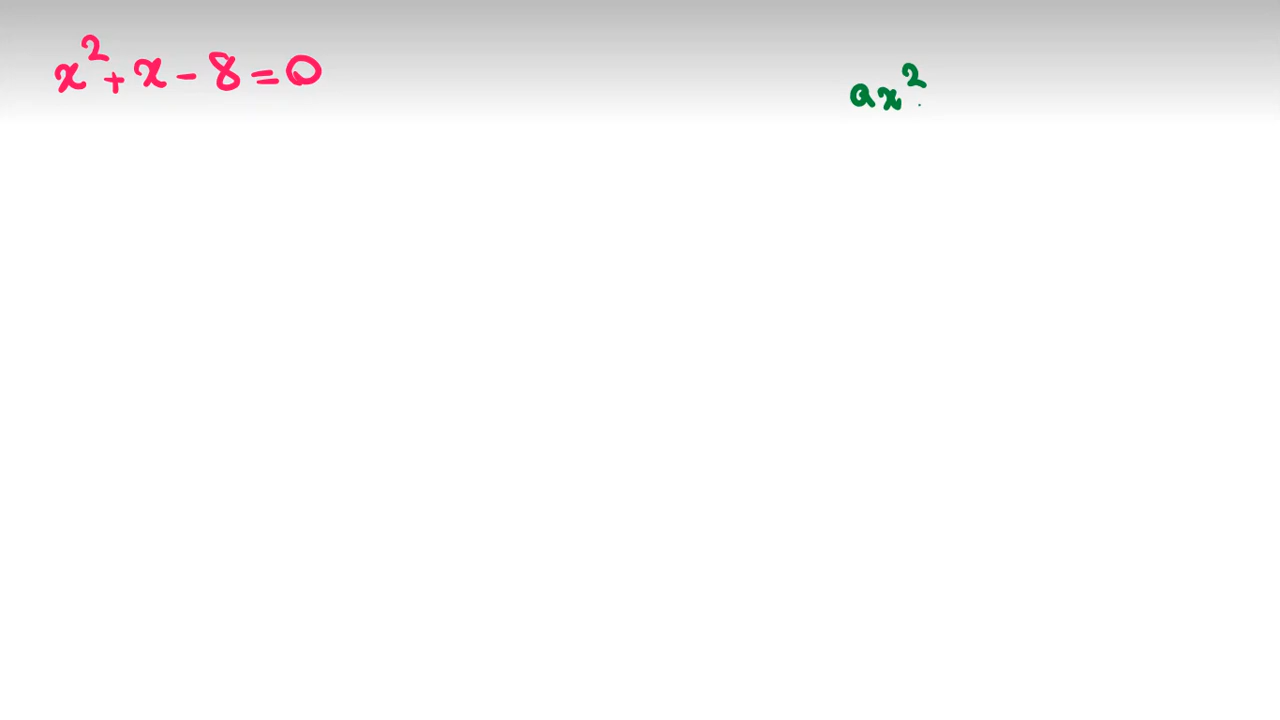 x² + x - 8 = 0
ax²